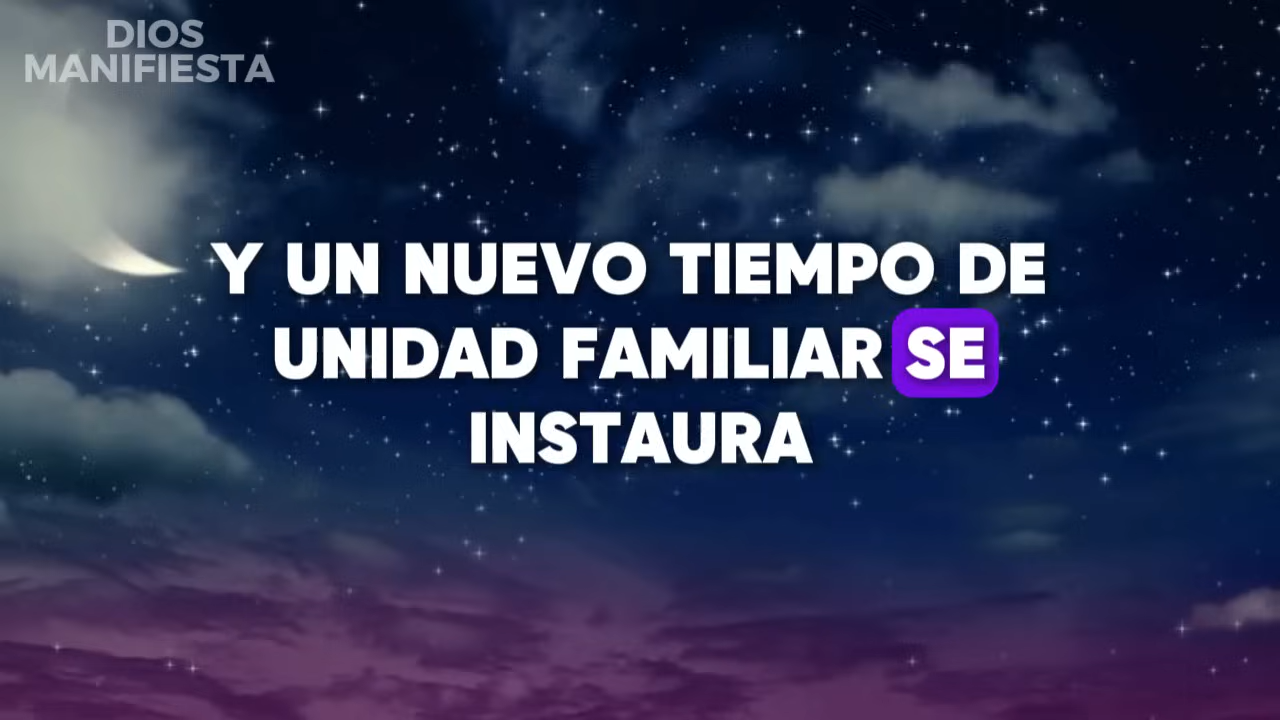 DIOS
MANIFIESTA
Y UN NUEVO TIEMPO DE
UNIDAD FAMILIAR SE
INSTAURA